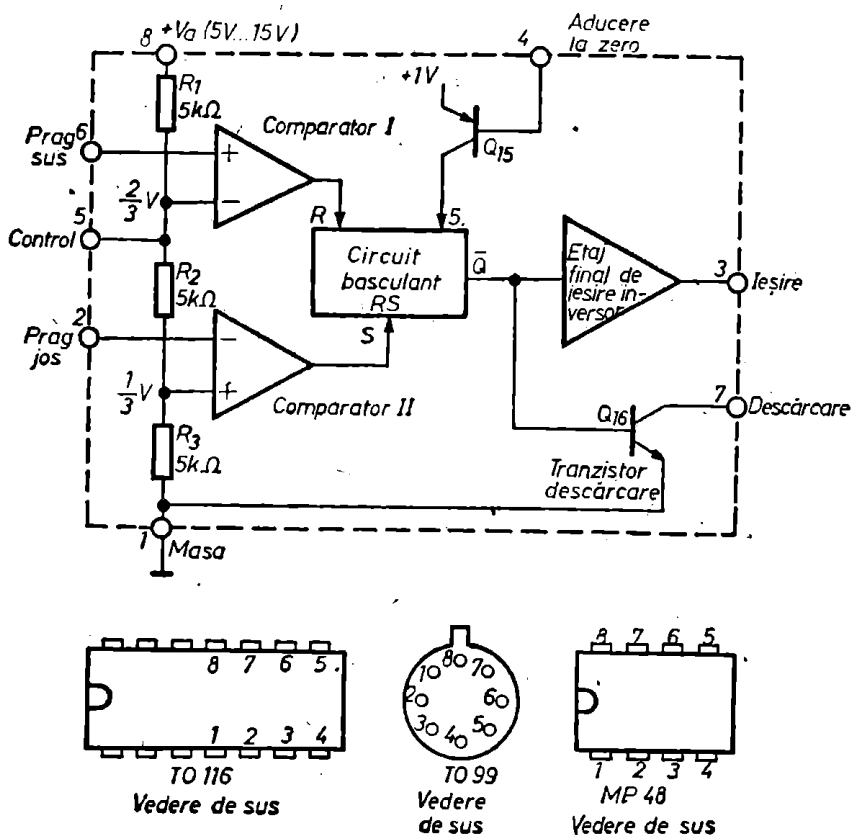 8 +Va (5V...15V)
4 Aducere
la zero
R1
5kΩ
+1V
Comparator I
Prag 6
sus
+
-
Q15
2/3 V
5
Control
R
5.
Circuit
basculant
RS
Q̄
Etaj
final de
iesire in-
versor
3 Ieșire
R2
5kΩ
2
Prag
jos
-
+
S
1/3 V
Comparator II
7
Descărcare
Q16
R3
5kΩ
Tranzistor
descărcare
1
Masa
8 7 6 5
1 2 3 4
TO 116
Vedere de sus
1 8 7
2 6
3 4 5
TO 99
Vedere
de sus
8 7 6 5
1 2 3 4
MP 48
Vedere de sus